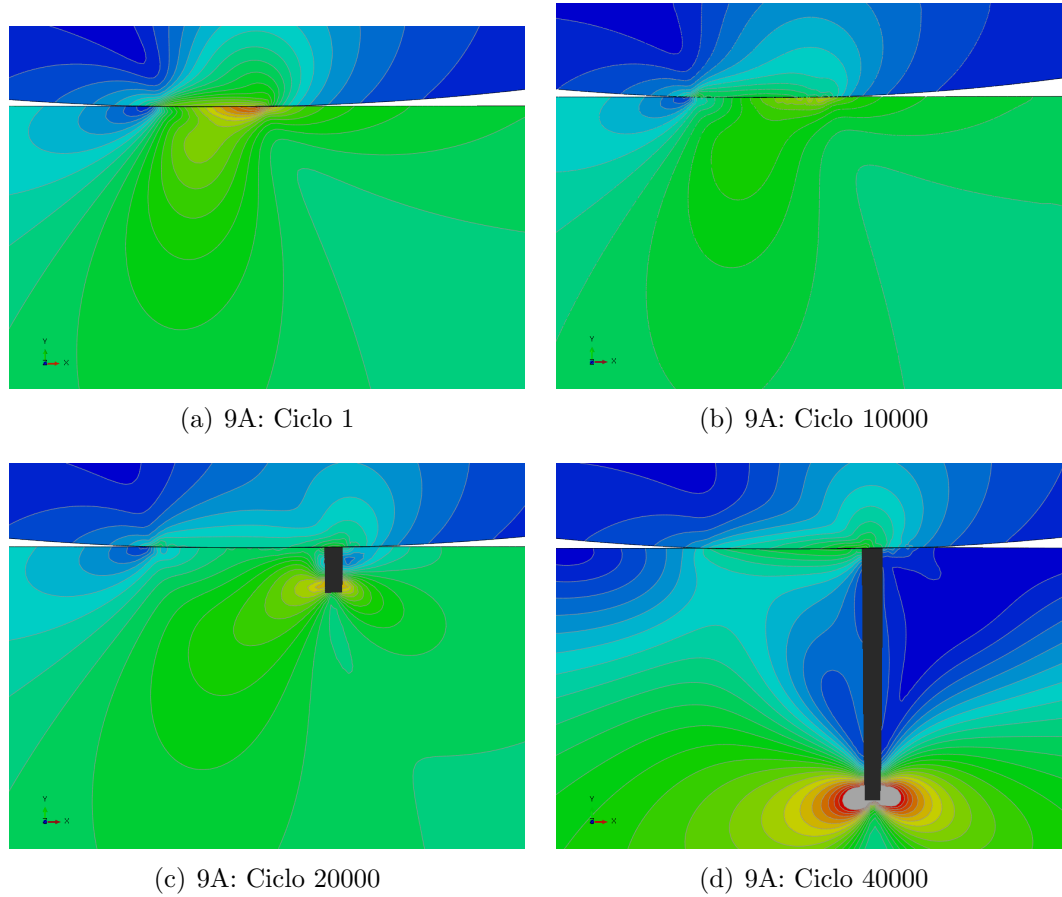 Y
Z X
Y
Z X
(a) 9A: Ciclo 1
(b) 9A: Ciclo 10000
Y
Z X
Y
Z X
(c) 9A: Ciclo 20000
(d) 9A: Ciclo 40000